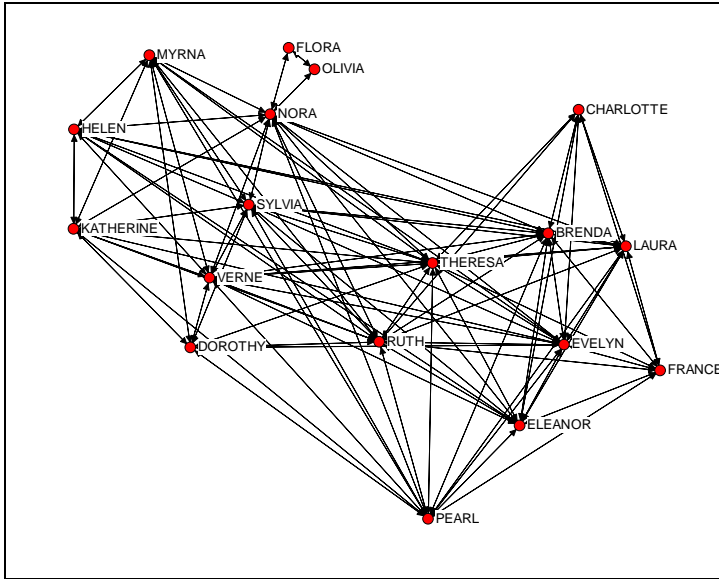 FLORA
MYRNA
OLIVIA
CHARLOTTE
NORA
HELEN
SYLVIA
KATHERINE
BRENDA
LAURA
THERESA
VERNE
RUTH
EVELYN
DOROTHY
FRANCE
ELEANOR
PEARL